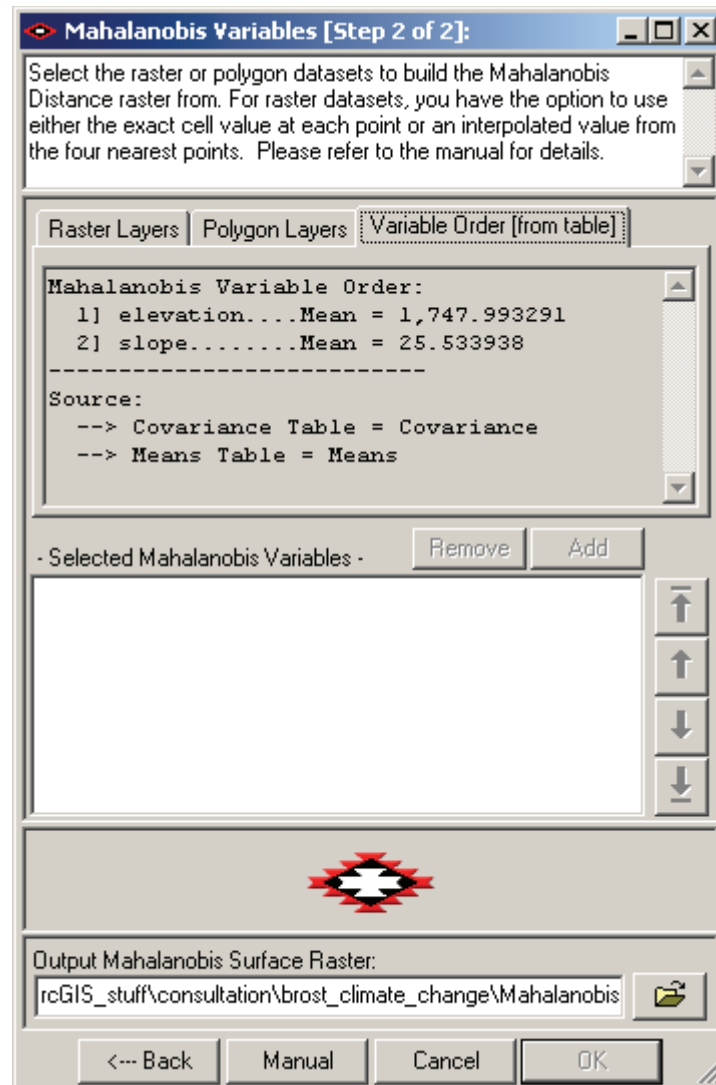 Mahalanobis Variables [Step 2 of 2]:
Select the raster or polygon datasets to build the Mahalanobis
Distance raster from. For raster datasets, you have the option to use
either the exact cell value at each point or an interpolated value from
the four nearest points. Please refer to the manual for details.
Raster Layers Polygon Layers Variable Order [from table]
Mahalanobis Variable Order:
1] elevation....Mean = 1,747.993291
2] slope........Mean = 25.533938
---------------------------
Source:
--> Covariance Table = Covariance
--> Means Table = Means
- Selected Mahalanobis Variables - Remove Add
Output Mahalanobis Surface Raster:
rcGIS_stuff\consultation\brost_climate_change\Mahalanobis
<--- Back Manual Cancel OK